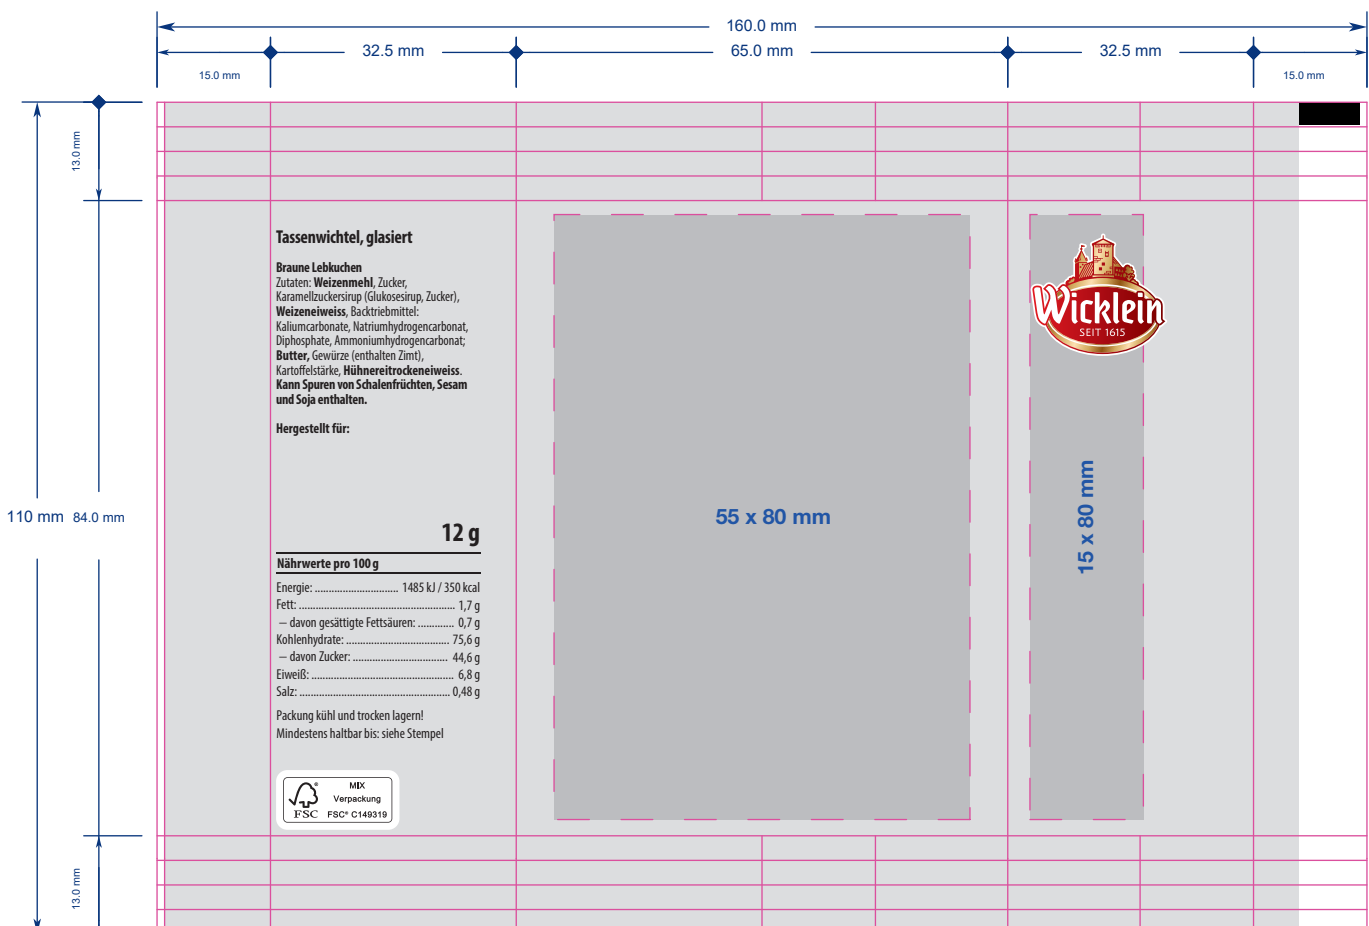 160.0 mm
32.5 mm
65.0 mm
32.5 mm
15.0 mm
15.0 mm
13.0 mm
Tassenwichtel, glasiert
Braune Lebkuchen
Zutaten: Weizenmehl, Zucker,
Karamellzuckersirup (Glukosesirup, Zucker),
Weizeneiweiss, Backtriebmittel:
Kaliumcarbonate, Natriumhydrogencarbonat,
Diphosphate, Ammoniumhydrogencarbonat;
Butter, Gewürze (enthalten Zimt),
Kartoffelstärke, Hühnereitrockeneiweiss.
Kann Spuren von Schalenfrüchten, Sesam
und Soja enthalten.
Hergestellt für:
Wicklein
SEIT 1615
110 mm
84.0 mm
55 x 80 mm
15 x 80 mm
12 g
Nährwerte pro 100 g
Energie: .............................. 1485 kJ / 350 kcal
Fett: ........................................................ 1,7 g
– davon gesättigte Fettsäuren: ............. 0,7 g
Kohlenhydrate: ..................................... 75,6 g
– davon Zucker: .................................. 44,6 g
Eiweiß: ................................................... 6,8 g
Salz: ...................................................... 0,48 g
Packung kühl und trocken lagern!
Mindestens haltbar bis: siehe Stempel
FSC
®
MIX
Verpackung
FSC® C149319
13.0 mm